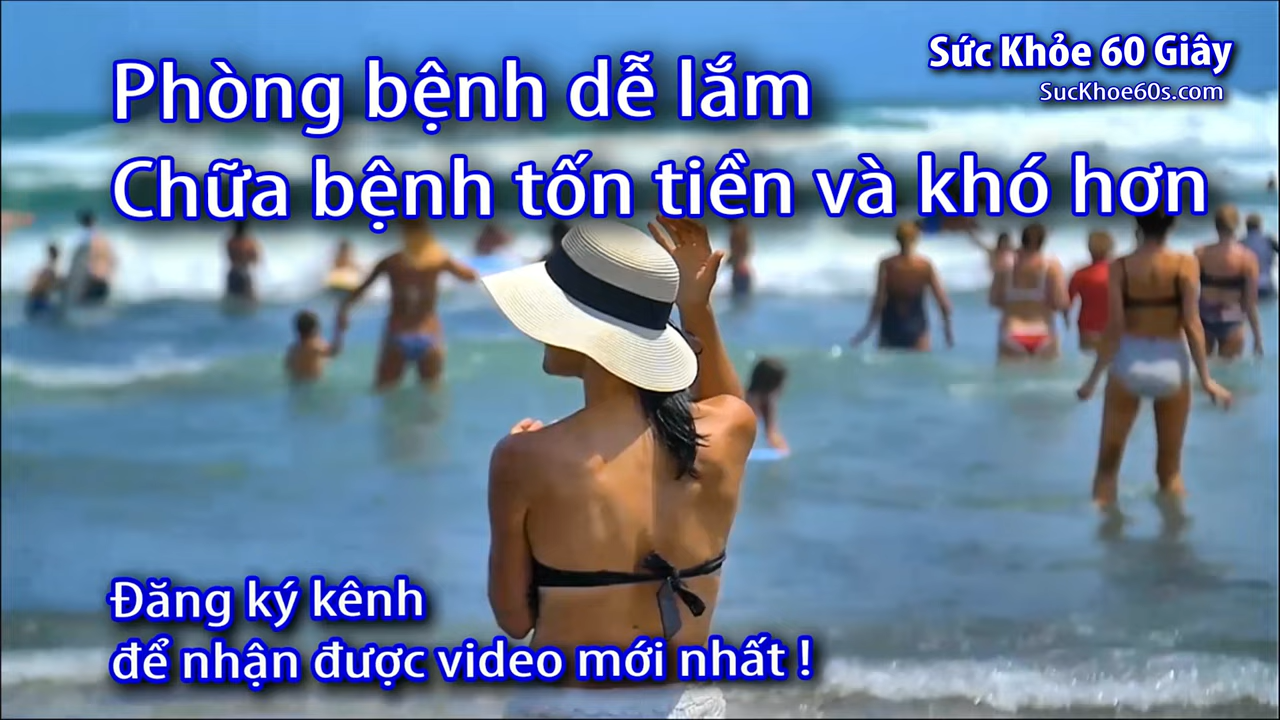 Sức Khỏe 60 Giây
SucKhoe60s.com
Phòng bệnh dễ lắm
Chữa bệnh tốn tiền và khó hơn
Đăng ký kênh
để nhận được video mới nhất !